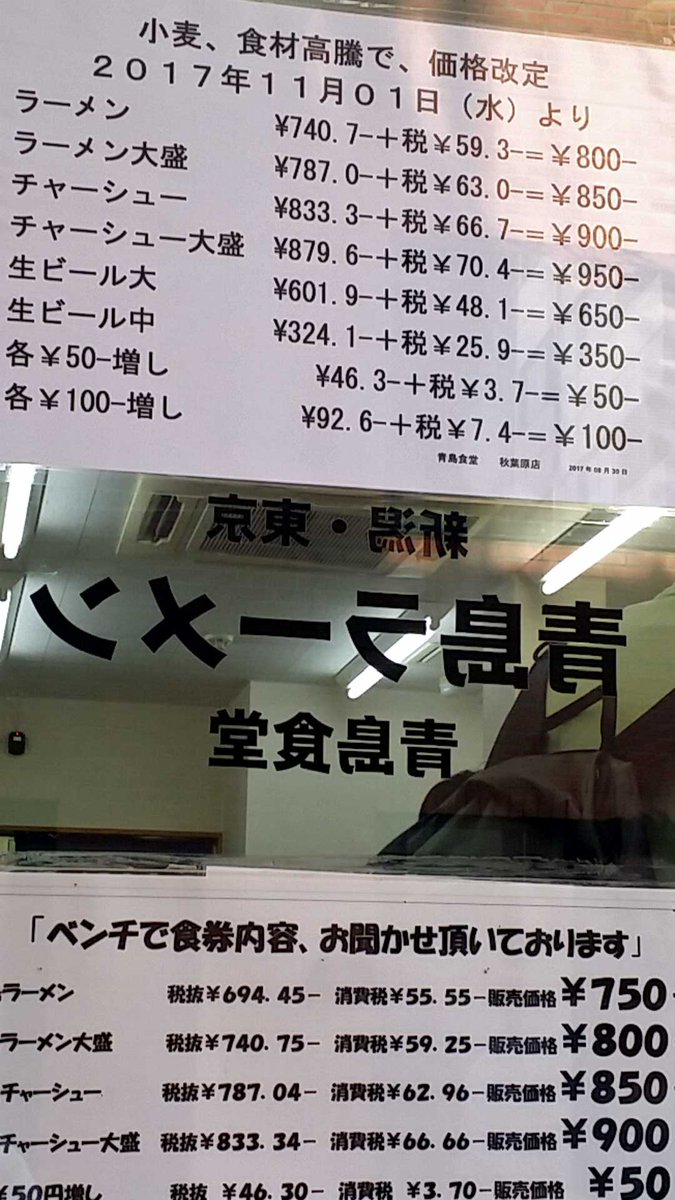 小麦、食材高騰で、価格改定
２０１７年１１月０１日（水）より
ラーメン ¥740.7-＋税￥59.3-=￥800-
ラーメン大盛 ¥787.0-＋税￥63.0-=￥850-
チャーシュー ¥833.3-＋税￥66.7-=￥900-
チャーシュー大盛 ¥879.6-＋税￥70.4-=￥950-
生ビール大 ¥601.9-＋税￥48.1-=￥650-
生ビール中 ¥324.1-＋税￥25.9-=￥350-
各￥50-増し ¥46.3-＋税￥3.7-=￥50-
各￥100-増し ¥92.6-＋税￥7.4-=￥100-
青島食堂 秋葉原店 2017年08月30日
新潟・東京
青島ラーメン
青島食堂
「ベンチで食券内容、お聞かせ頂いております」
ラーメン 税抜￥694.45- 消費税￥55.55-販売価格￥750-
ラーメン大盛 税抜￥740.75- 消費税￥59.25-販売価格￥800
チャーシュー 税抜￥787.04- 消費税￥62.96-販売価格￥850
チャーシュー大盛 税抜￥833.34- 消費税￥66.66-販売価格￥900
￥50円増し 税抜 ￥46.30- 消費税 ￥3.70-販売価格 ￥50